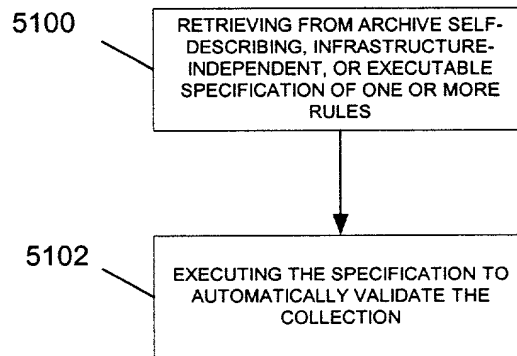 5100
RETRIEVING FROM ARCHIVE SELF-
DESCRIBING, INFRASTRUCTURE-
INDEPENDENT, OR EXECUTABLE
SPECIFICATION OF ONE OR MORE
RULES
5102
EXECUTING THE SPECIFICATION TO
AUTOMATICALLY VALIDATE THE
COLLECTION